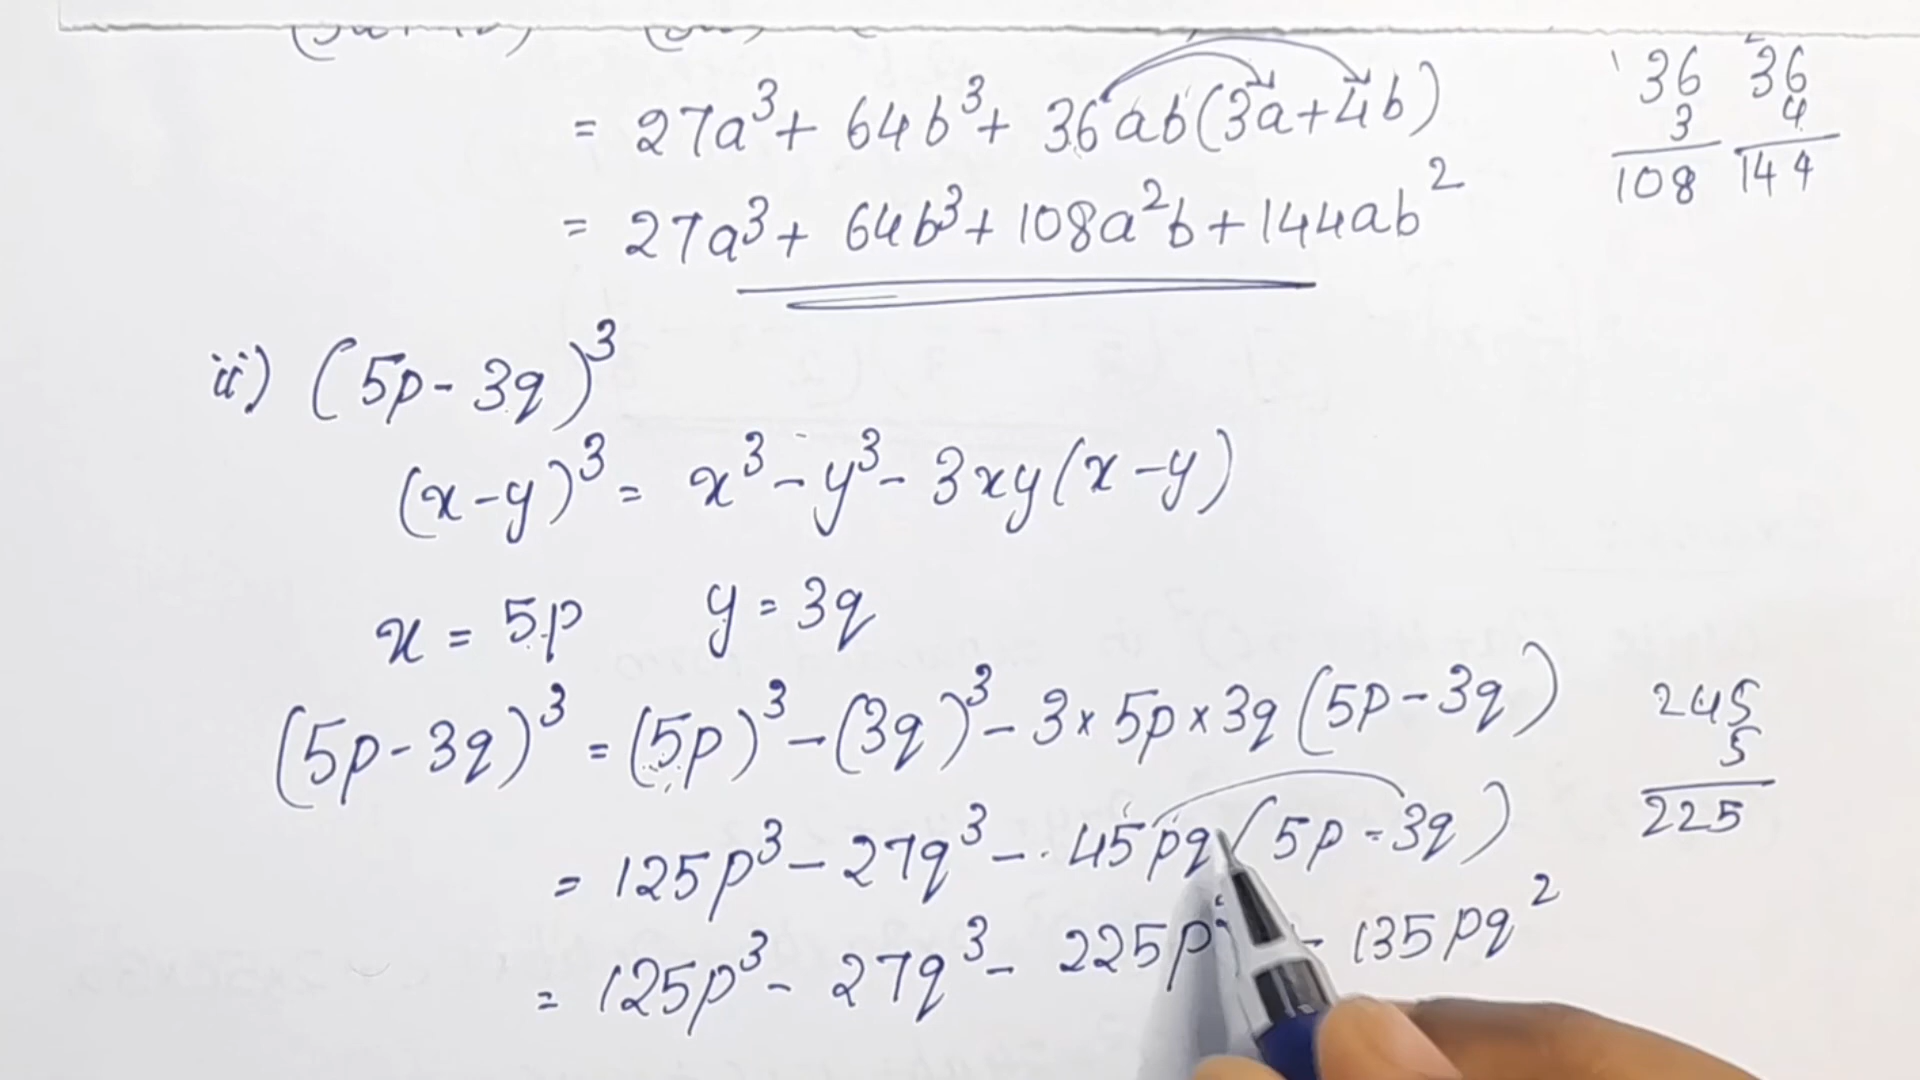 = 27a³ + 64b³ + 36ab(3a+4b)
= 27a³ + 64b³ + 108a²b + 144ab²
36
3
108
36
4
144
ii) (5p - 3q)³
(x-y)³ = x³ - y³ - 3xy(x-y)
x = 5p y = 3q
(5p-3q)³ = (5p)³ - (3q)³ - 3 × 5p × 3q (5p-3q)
= 125p³ - 27q³ - 45pq (5p - 3q)
= 125p³ - 27q³ - 225p² - 135pq²
245
5
225